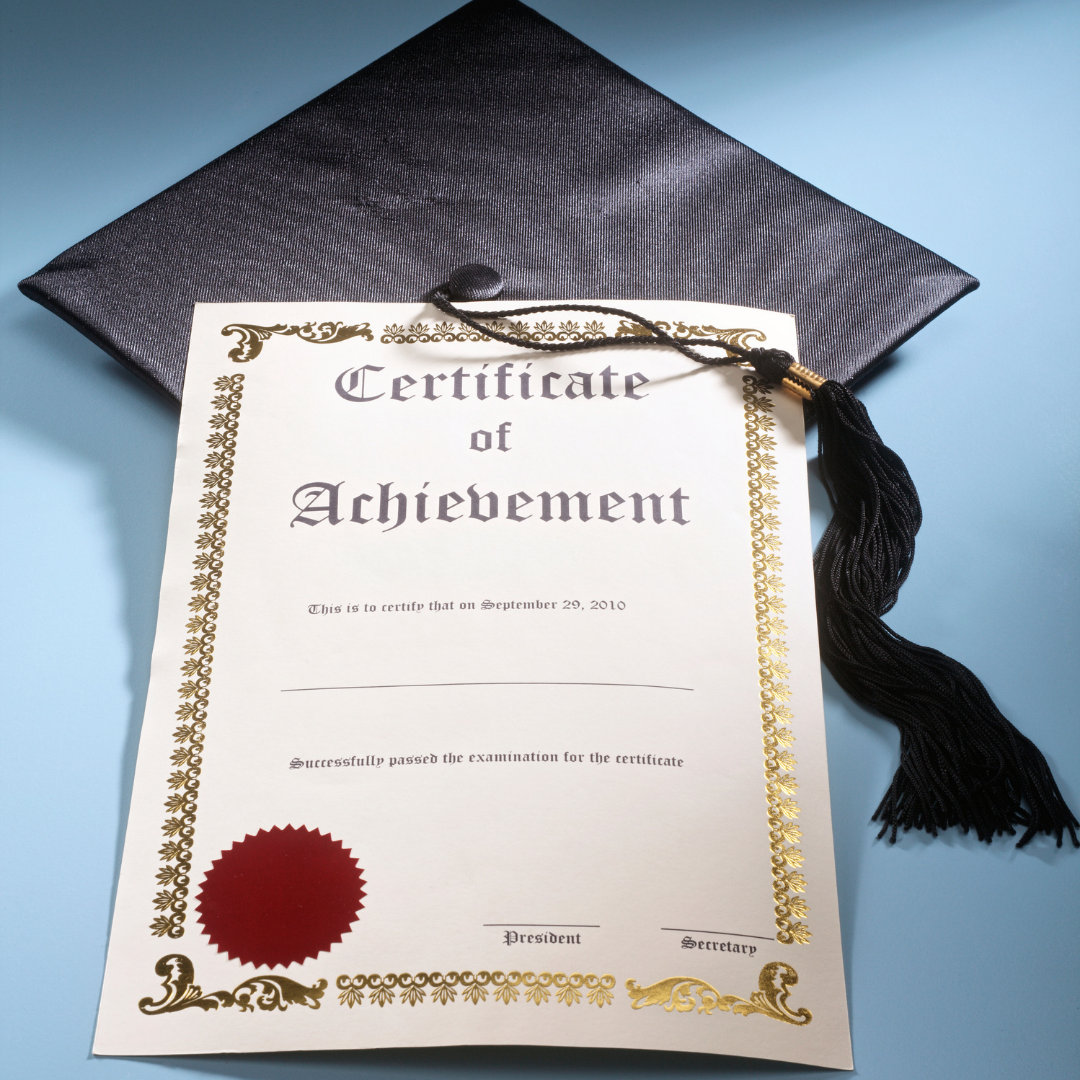 Certificate
of
Achievement
This is to certify that on September 29, 2010
Successfully passed the examination for the certificate
President
Secretary